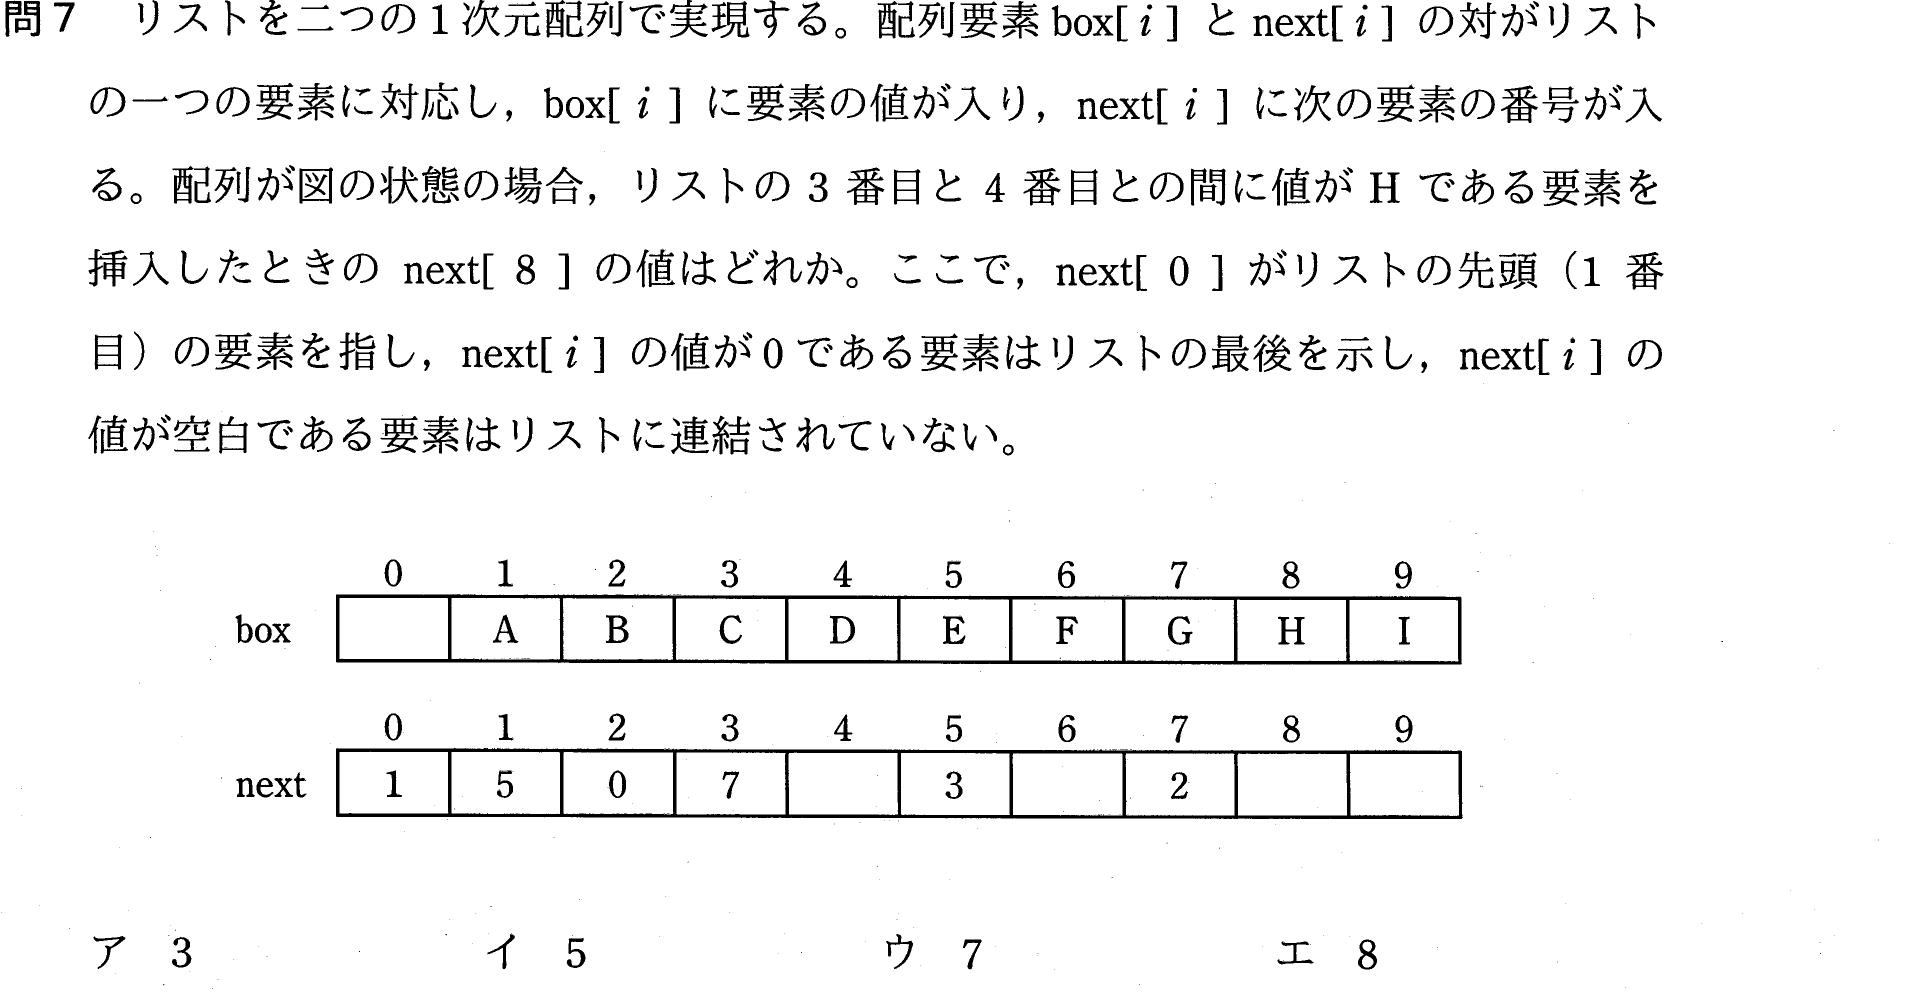 問7 リストを二つの1次元配列で実現する。配列要素 box[ i ] と next[ i ] の対がリスト
の一つの要素に対応し，box[ i ] に要素の値が入り，next[ i ] に次の要素の番号が入
る。配列が図の状態の場合，リストの 3 番目と 4 番目との間に値が H である要素を
挿入したときの next[ 8 ] の値はどれか。ここで，next[ 0 ] がリストの先頭（1 番
目）の要素を指し，next[ i ] の値が0である要素はリストの最後を示し，next[ i ] の
値が空白である要素はリストに連結されていない。
0 1 2 3 4 5 6 7 8 9
box A B C D E F G H I
0 1 2 3 4 5 6 7 8 9
next 1 5 0 7 3 2
ア 3 イ 5 ウ 7 エ 8